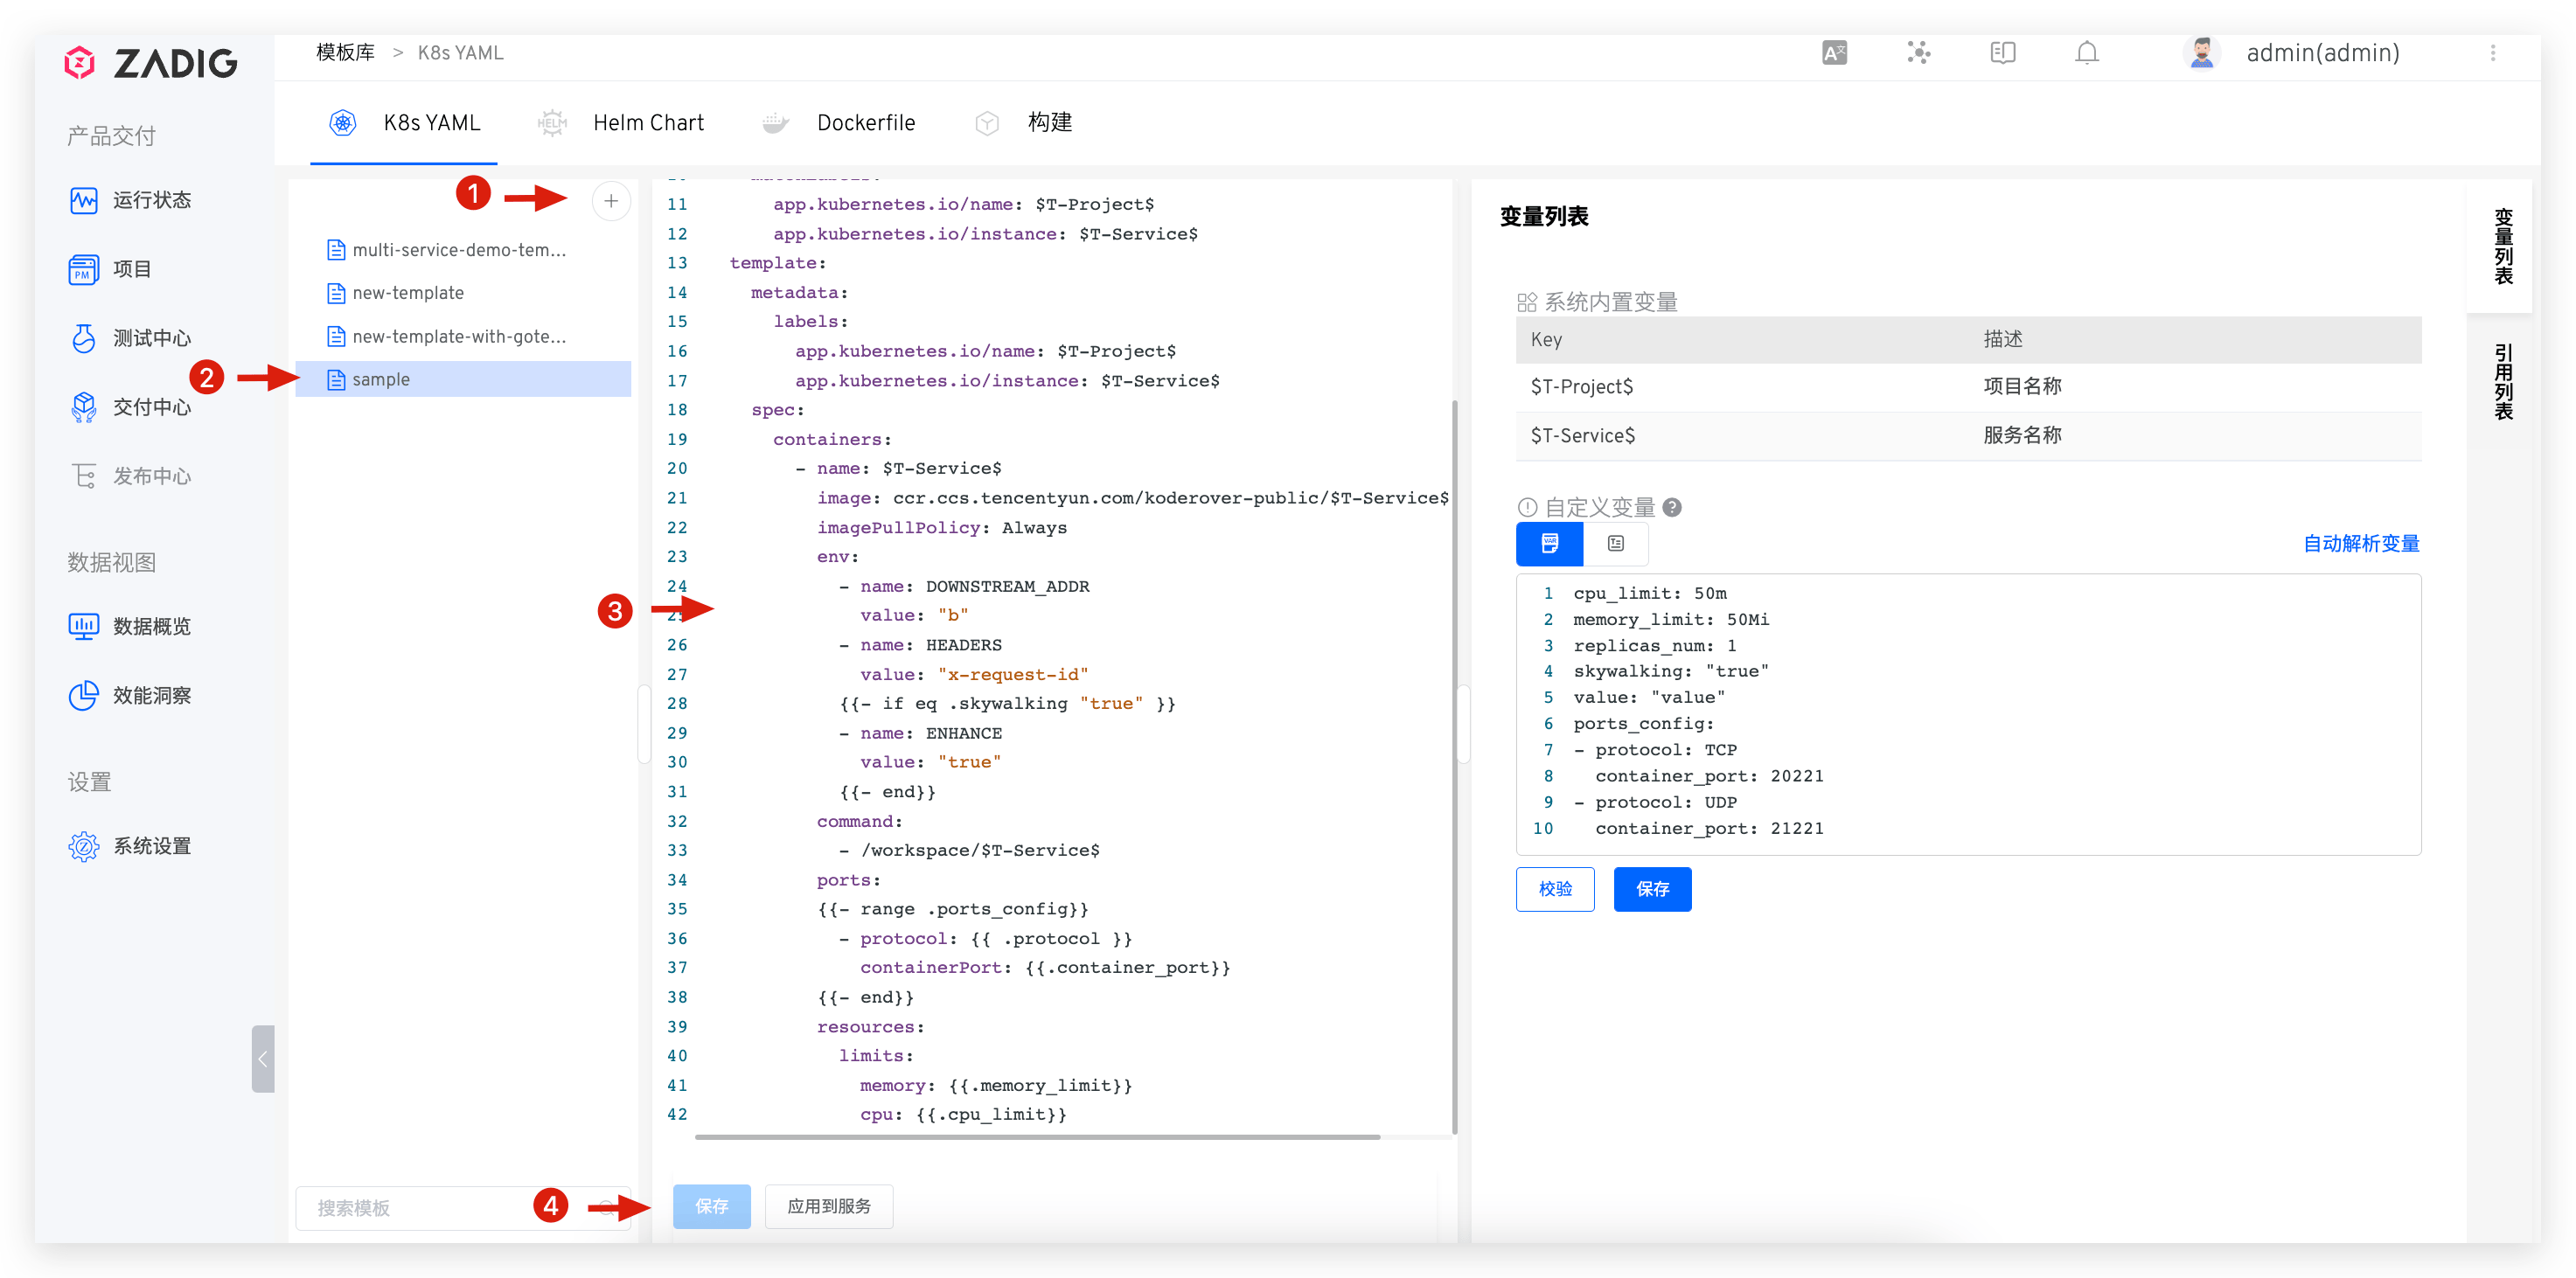 ZADIG
模板库 > K8s YAML
admin(admin)
产品交付
运行状态
项目
测试中心
交付中心
发布中心
数据视图
数据概览
效能洞察
设置
系统设置
K8s YAML
Helm Chart
Dockerfile
构建
1
multi-service-demo-tem...
new-template
new-template-with-gote...
2
sample
搜索模板
11 app.kubernetes.io/name: $T-Project$
12 app.kubernetes.io/instance: $T-Service$
13 template:
14 metadata:
15 labels:
16 app.kubernetes.io/name: $T-Project$
17 app.kubernetes.io/instance: $T-Service$
18 spec:
19 containers:
20 - name: $T-Service$
21 image: ccr.ccs.tencentyun.com/koderover-public/$T-Service$
22 imagePullPolicy: Always
23 env:
24 - name: DOWNSTREAM_ADDR
3
25 value: "b"
26 - name: HEADERS
27 value: "x-request-id"
28 {{- if eq .skywalking "true" }}
29 - name: ENHANCE
30 value: "true"
31 {{- end}}
32 command:
33 - /workspace/$T-Service$
34 ports:
35 {{- range .ports_config}}
36 - protocol: {{ .protocol }}
37 containerPort: {{.container_port}}
38 {{- end}}
39 resources:
40 limits:
41 memory: {{.memory_limit}}
42 cpu: {{.cpu_limit}}
4
保存
应用到服务
变量列表
系统内置变量
Key 描述
$T-Project$ 项目名称
$T-Service$ 服务名称
自定义变量 ?
自动解析变量
1 cpu_limit: 50m
2 memory_limit: 50Mi
3 replicas_num: 1
4 skywalking: "true"
5 value: "value"
6 ports_config:
7 - protocol: TCP
8 container_port: 20221
9 - protocol: UDP
10 container_port: 21221
校验
保存
变量列表
引用列表